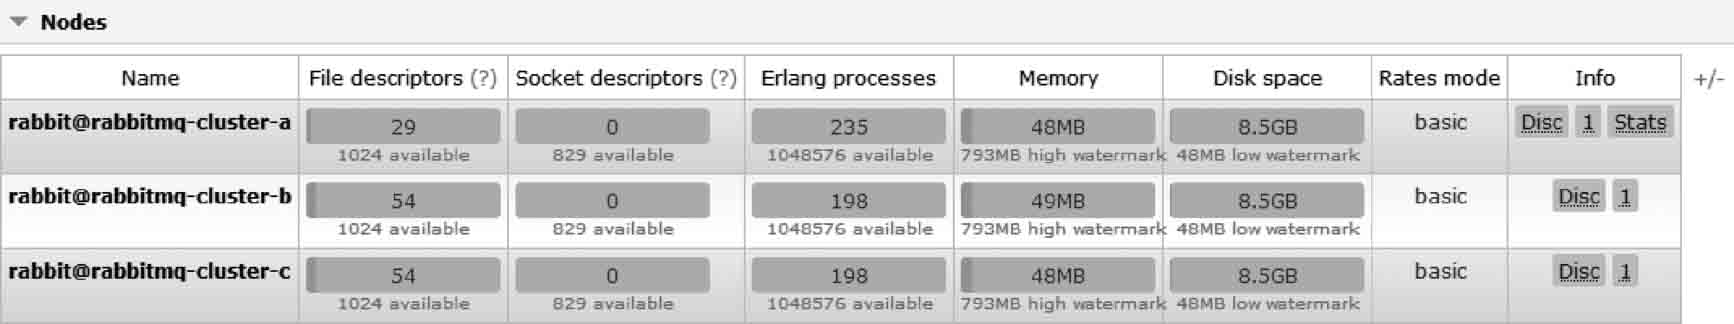 Nodes
Name File descriptors (?) Socket descriptors (?) Erlang processes Memory Disk space Rates mode Info +/-
rabbit@rabbitmq-cluster-a 29 0 235 48MB 8.5GB basic Disc 1 Stats
1024 available 829 available 1048576 available 793MB high watermark 48MB low watermark
rabbit@rabbitmq-cluster-b 54 0 198 49MB 8.5GB basic Disc 1
1024 available 829 available 1048576 available 793MB high watermark 48MB low watermark
rabbit@rabbitmq-cluster-c 54 0 198 48MB 8.5GB basic Disc 1
1024 available 829 available 1048576 available 793MB high watermark 48MB low watermark